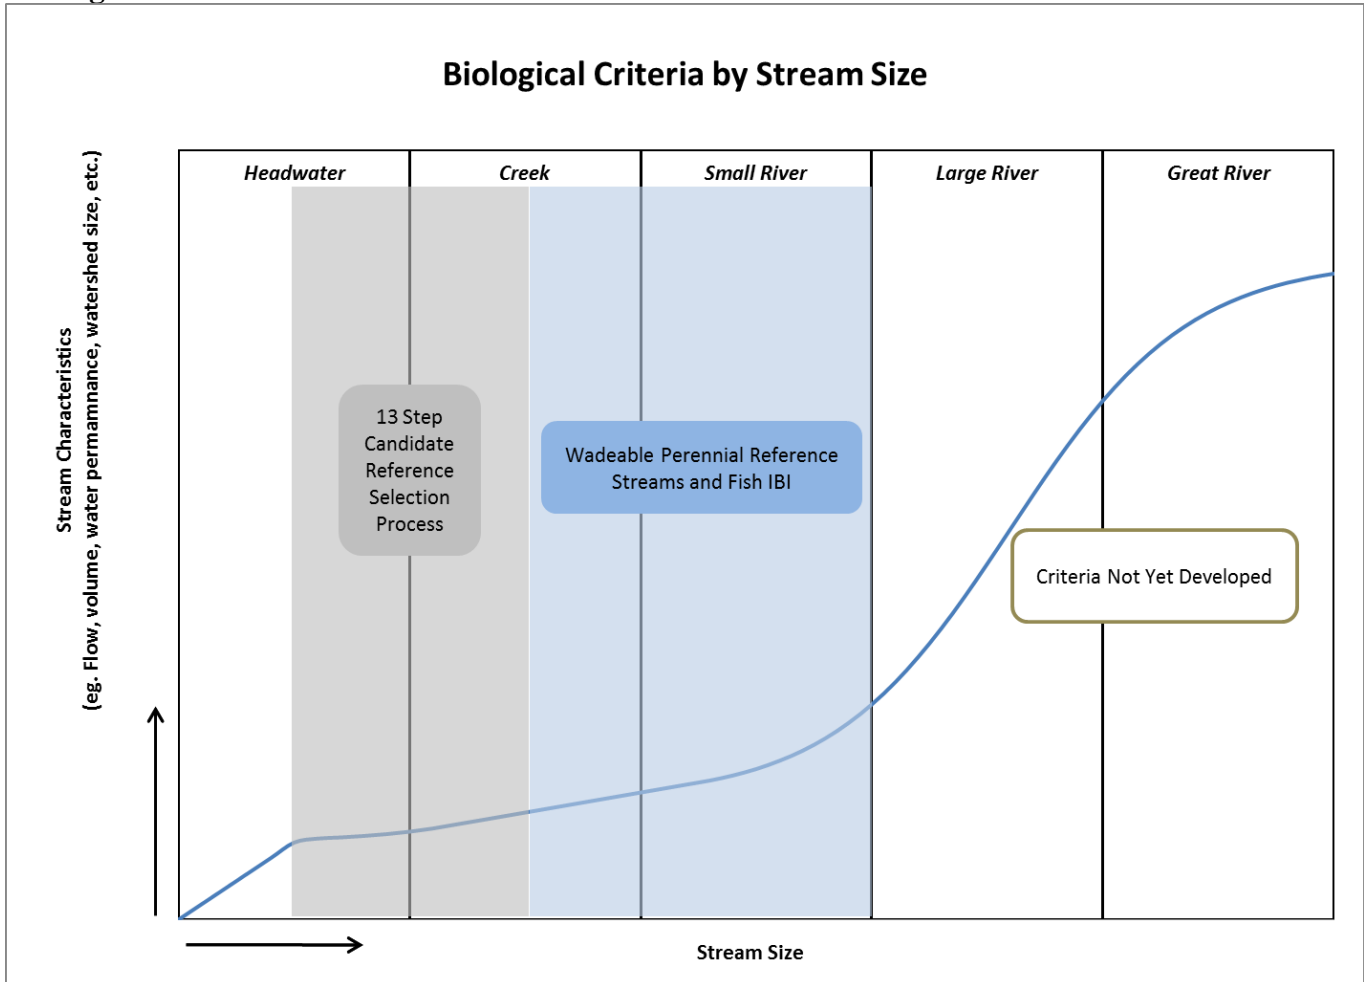 Biological Criteria by Stream Size
Headwater
Creek
Small River
Large River
Great River
Stream Characteristics
(eg. Flow, volume, water permamnance, watershed size, etc.)
13 Step
Candidate
Reference
Selection
Process
Wadeable Perennial Reference
Streams and Fish IBI
Criteria Not Yet Developed
Stream Size